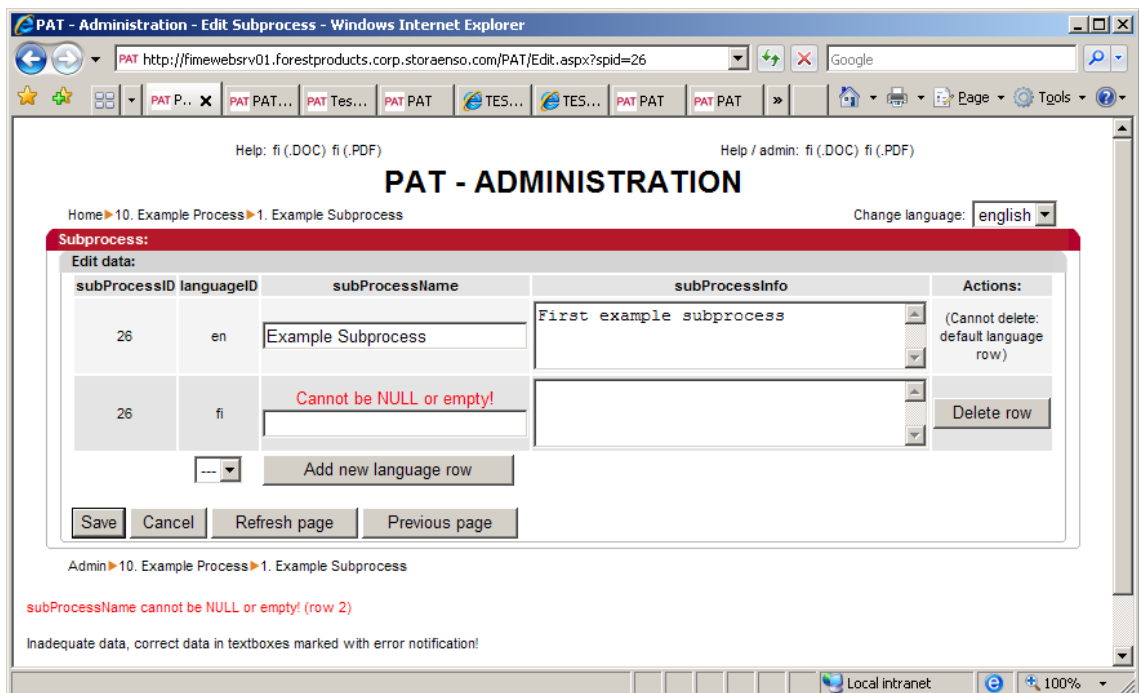 PAT - Administration - Edit Subprocess - Windows Internet Explorer
PAT http://fimewebsrv01.forestproducts.corp.storaenso.com/PAT/Edit.aspx?spid=26 Google
PAT P.. PAT PAT... PAT Tes... PAT PAT TES... TES... PAT PAT PAT PAT » Page Tools
Help: fi (.DOC) fi (.PDF) Help / admin: fi (.DOC) fi (.PDF)
PAT - ADMINISTRATION
Home 10. Example Process 1. Example Subprocess Change language: english
Subprocess:
Edit data:
subProcessID languageID subProcessName subProcessInfo Actions:
26 en Example Subprocess First example subprocess (Cannot delete:
default language
row)
26 fi Cannot be NULL or empty! Delete row
--- Add new language row
Save Cancel Refresh page Previous page
Admin 10. Example Process 1. Example Subprocess
subProcessName cannot be NULL or empty! (row 2)
Inadequate data, correct data in textboxes marked with error notification!
Local intranet 100%